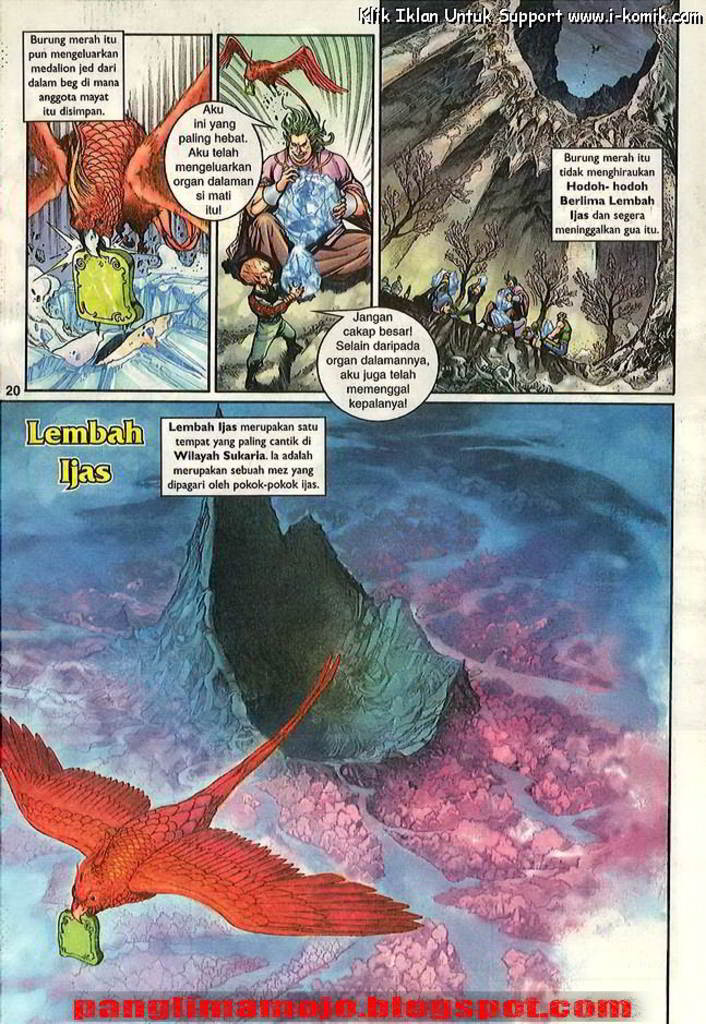 Klik Iklan Untuk Support www.i-komik.com
Burung merah itu
pun mengeluarkan
medalion jed dari
dalam beg di mana
anggota mayat
itu disimpan.
Aku
ini yang
paling hebat.
Aku telah
mengeluarkan
organ dalaman
si mati
itu!
Jangan
cakap besar!
Selain daripada
organ dalamannya,
aku juga telah
memenggal
kepalanya!
Burung merah itu
tidak menghiraukan
Hodoh- hodoh
Berlima Lembah
Ijas dan segera
meninggalkan gua itu.
20
Lembah
Ijas
Lembah Ijas merupakan satu
tempat yang paling cantik di
Wilayah Sukaria. Ia adalah
merupakan sebuah mez yang
dipagari oleh pokok-pokok ijas.
panglimamojo.blogspot.com